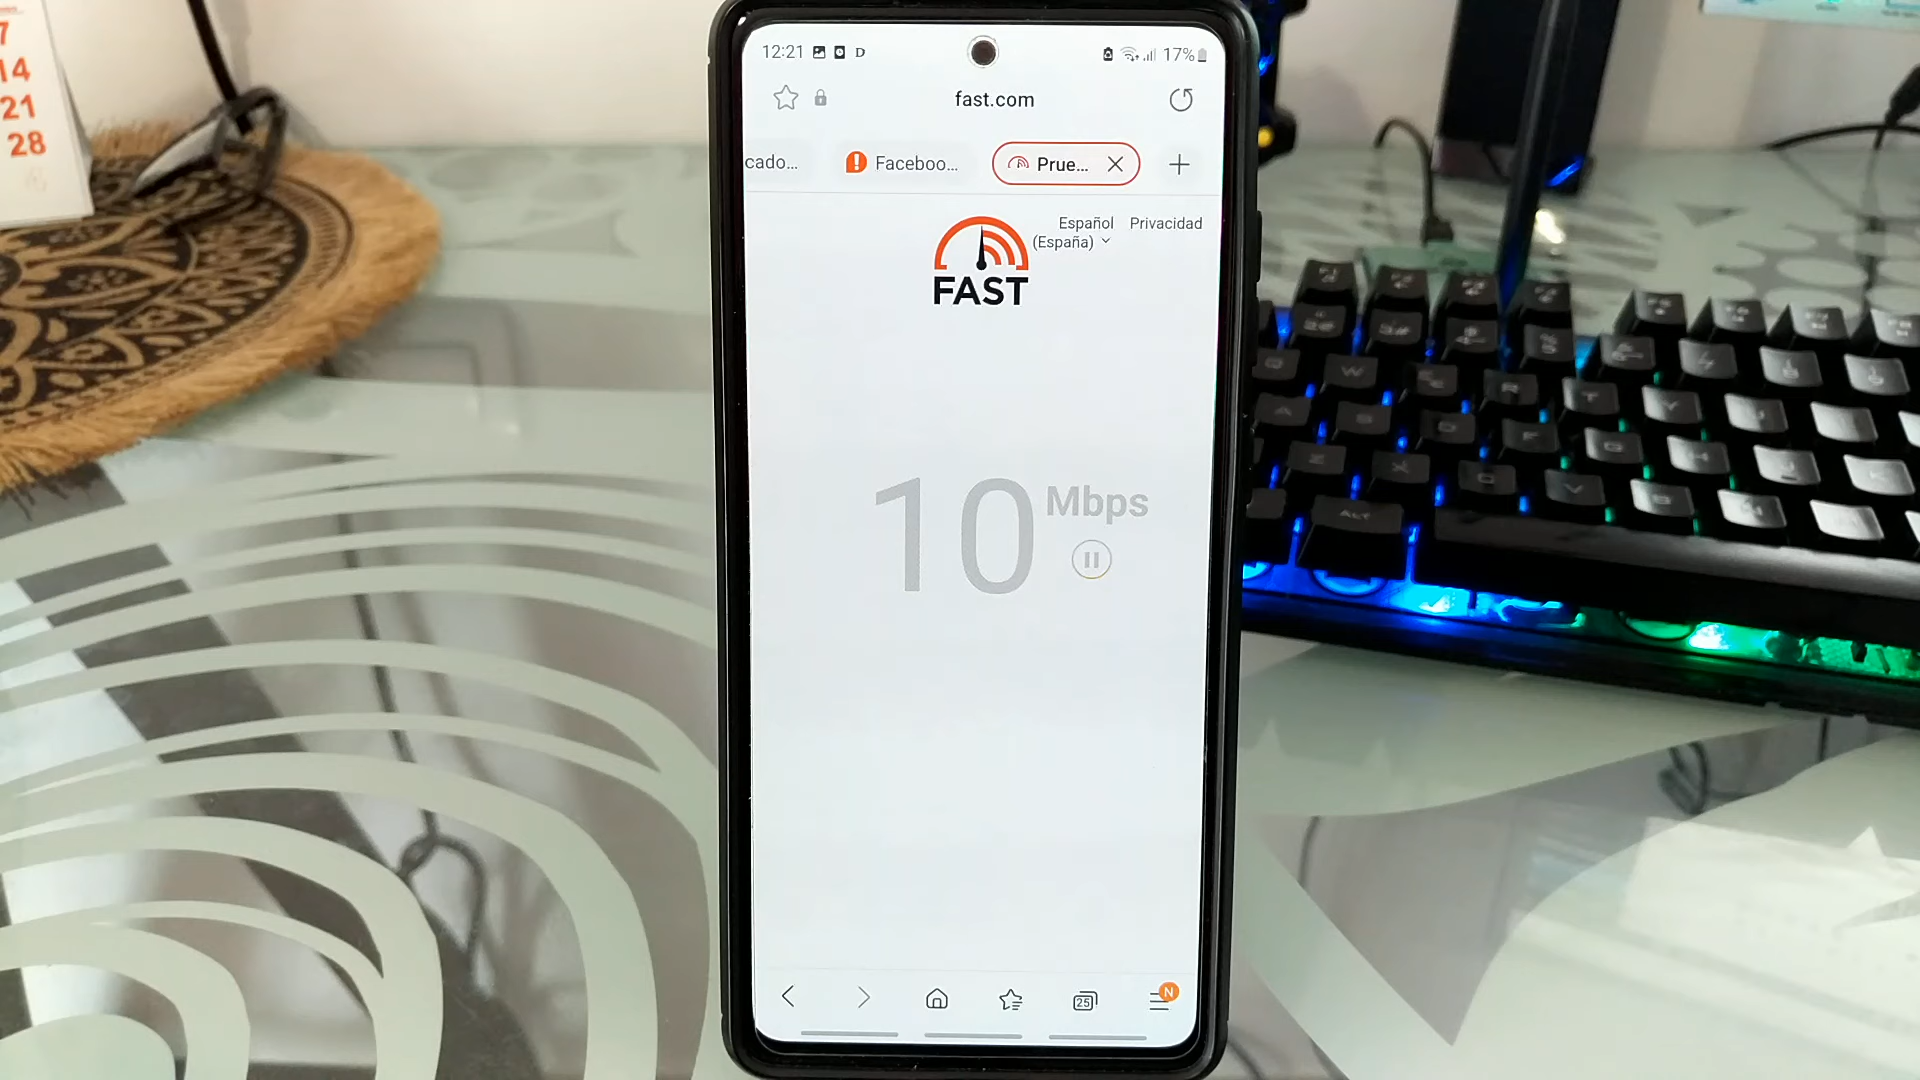 7
14
21
28
12:21 D 17%
fast.com
cado... Faceboo... Prue...
Español Privacidad
(España)
FAST
10 Mbps
25 N
Q W R T Y
A S D F G
Z X C V B
ALT